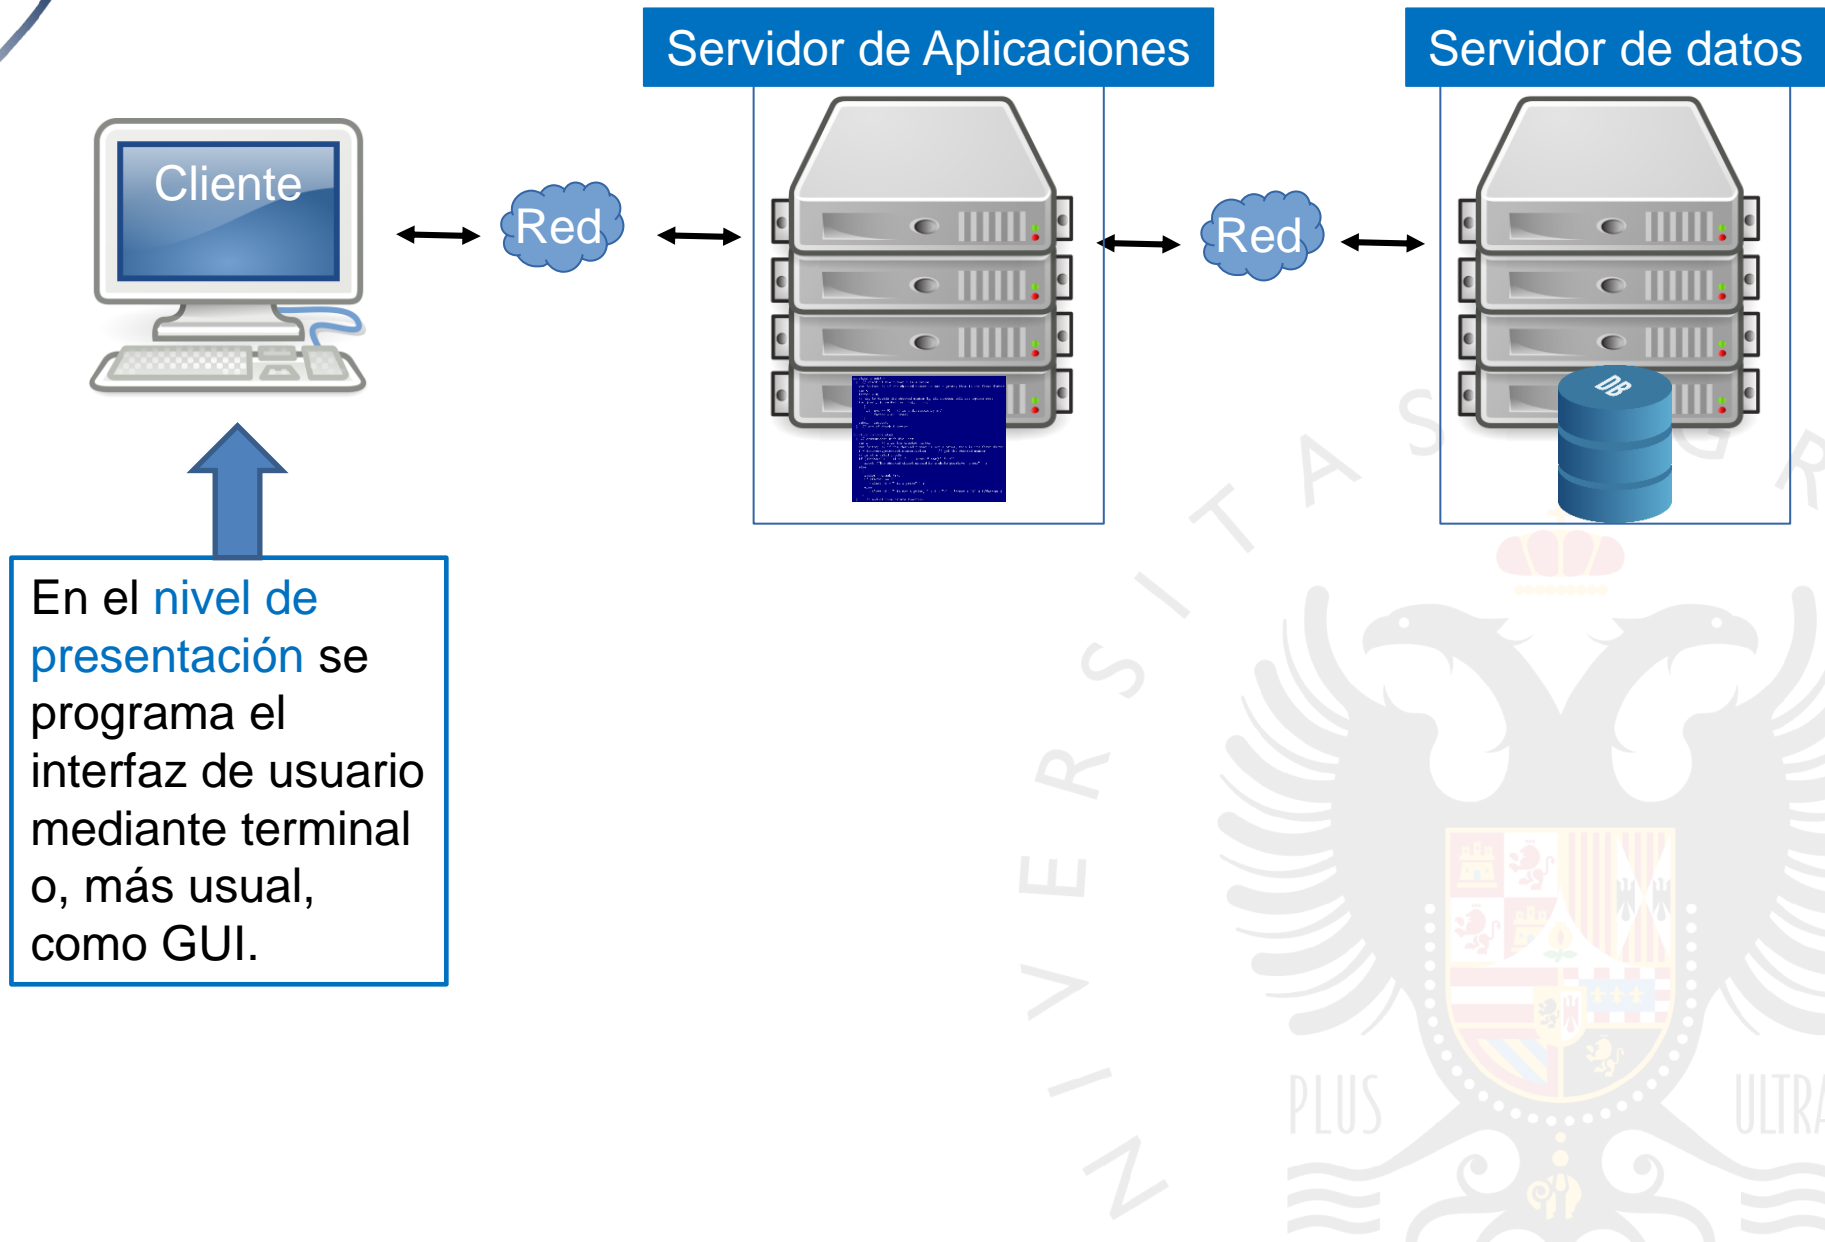 Servidor de Aplicaciones
Servidor de datos
Cliente
Red
Red
DB
En el nivel de
presentación se
programa el
interfaz de usuario
mediante terminal
o, más usual,
como GUI.
PLUS
ULTRA